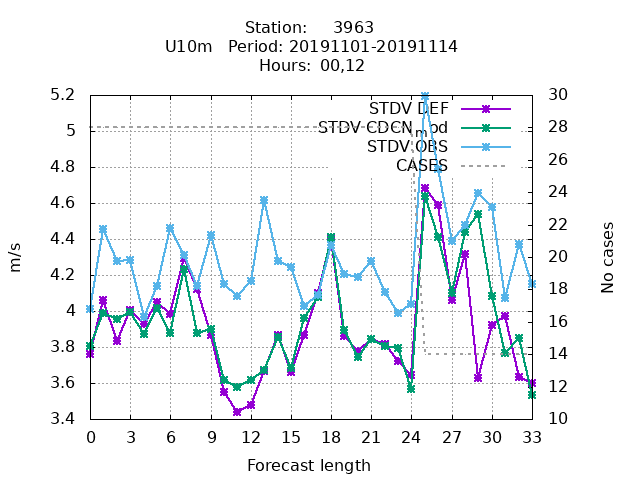 Station:     3963
U10m   Period: 20191101-20191114
Hours:  00,12
m/s
No cases
5.2
5
4.8
4.6
4.4
4.2
4
3.8
3.6
3.4
30
28
26
24
22
20
18
16
14
12
10
STDV DEF
STDV CDCNmod
STDV OBS
CASES
0 3 6 9 12 15 18 21 24 27 30 33
Forecast length